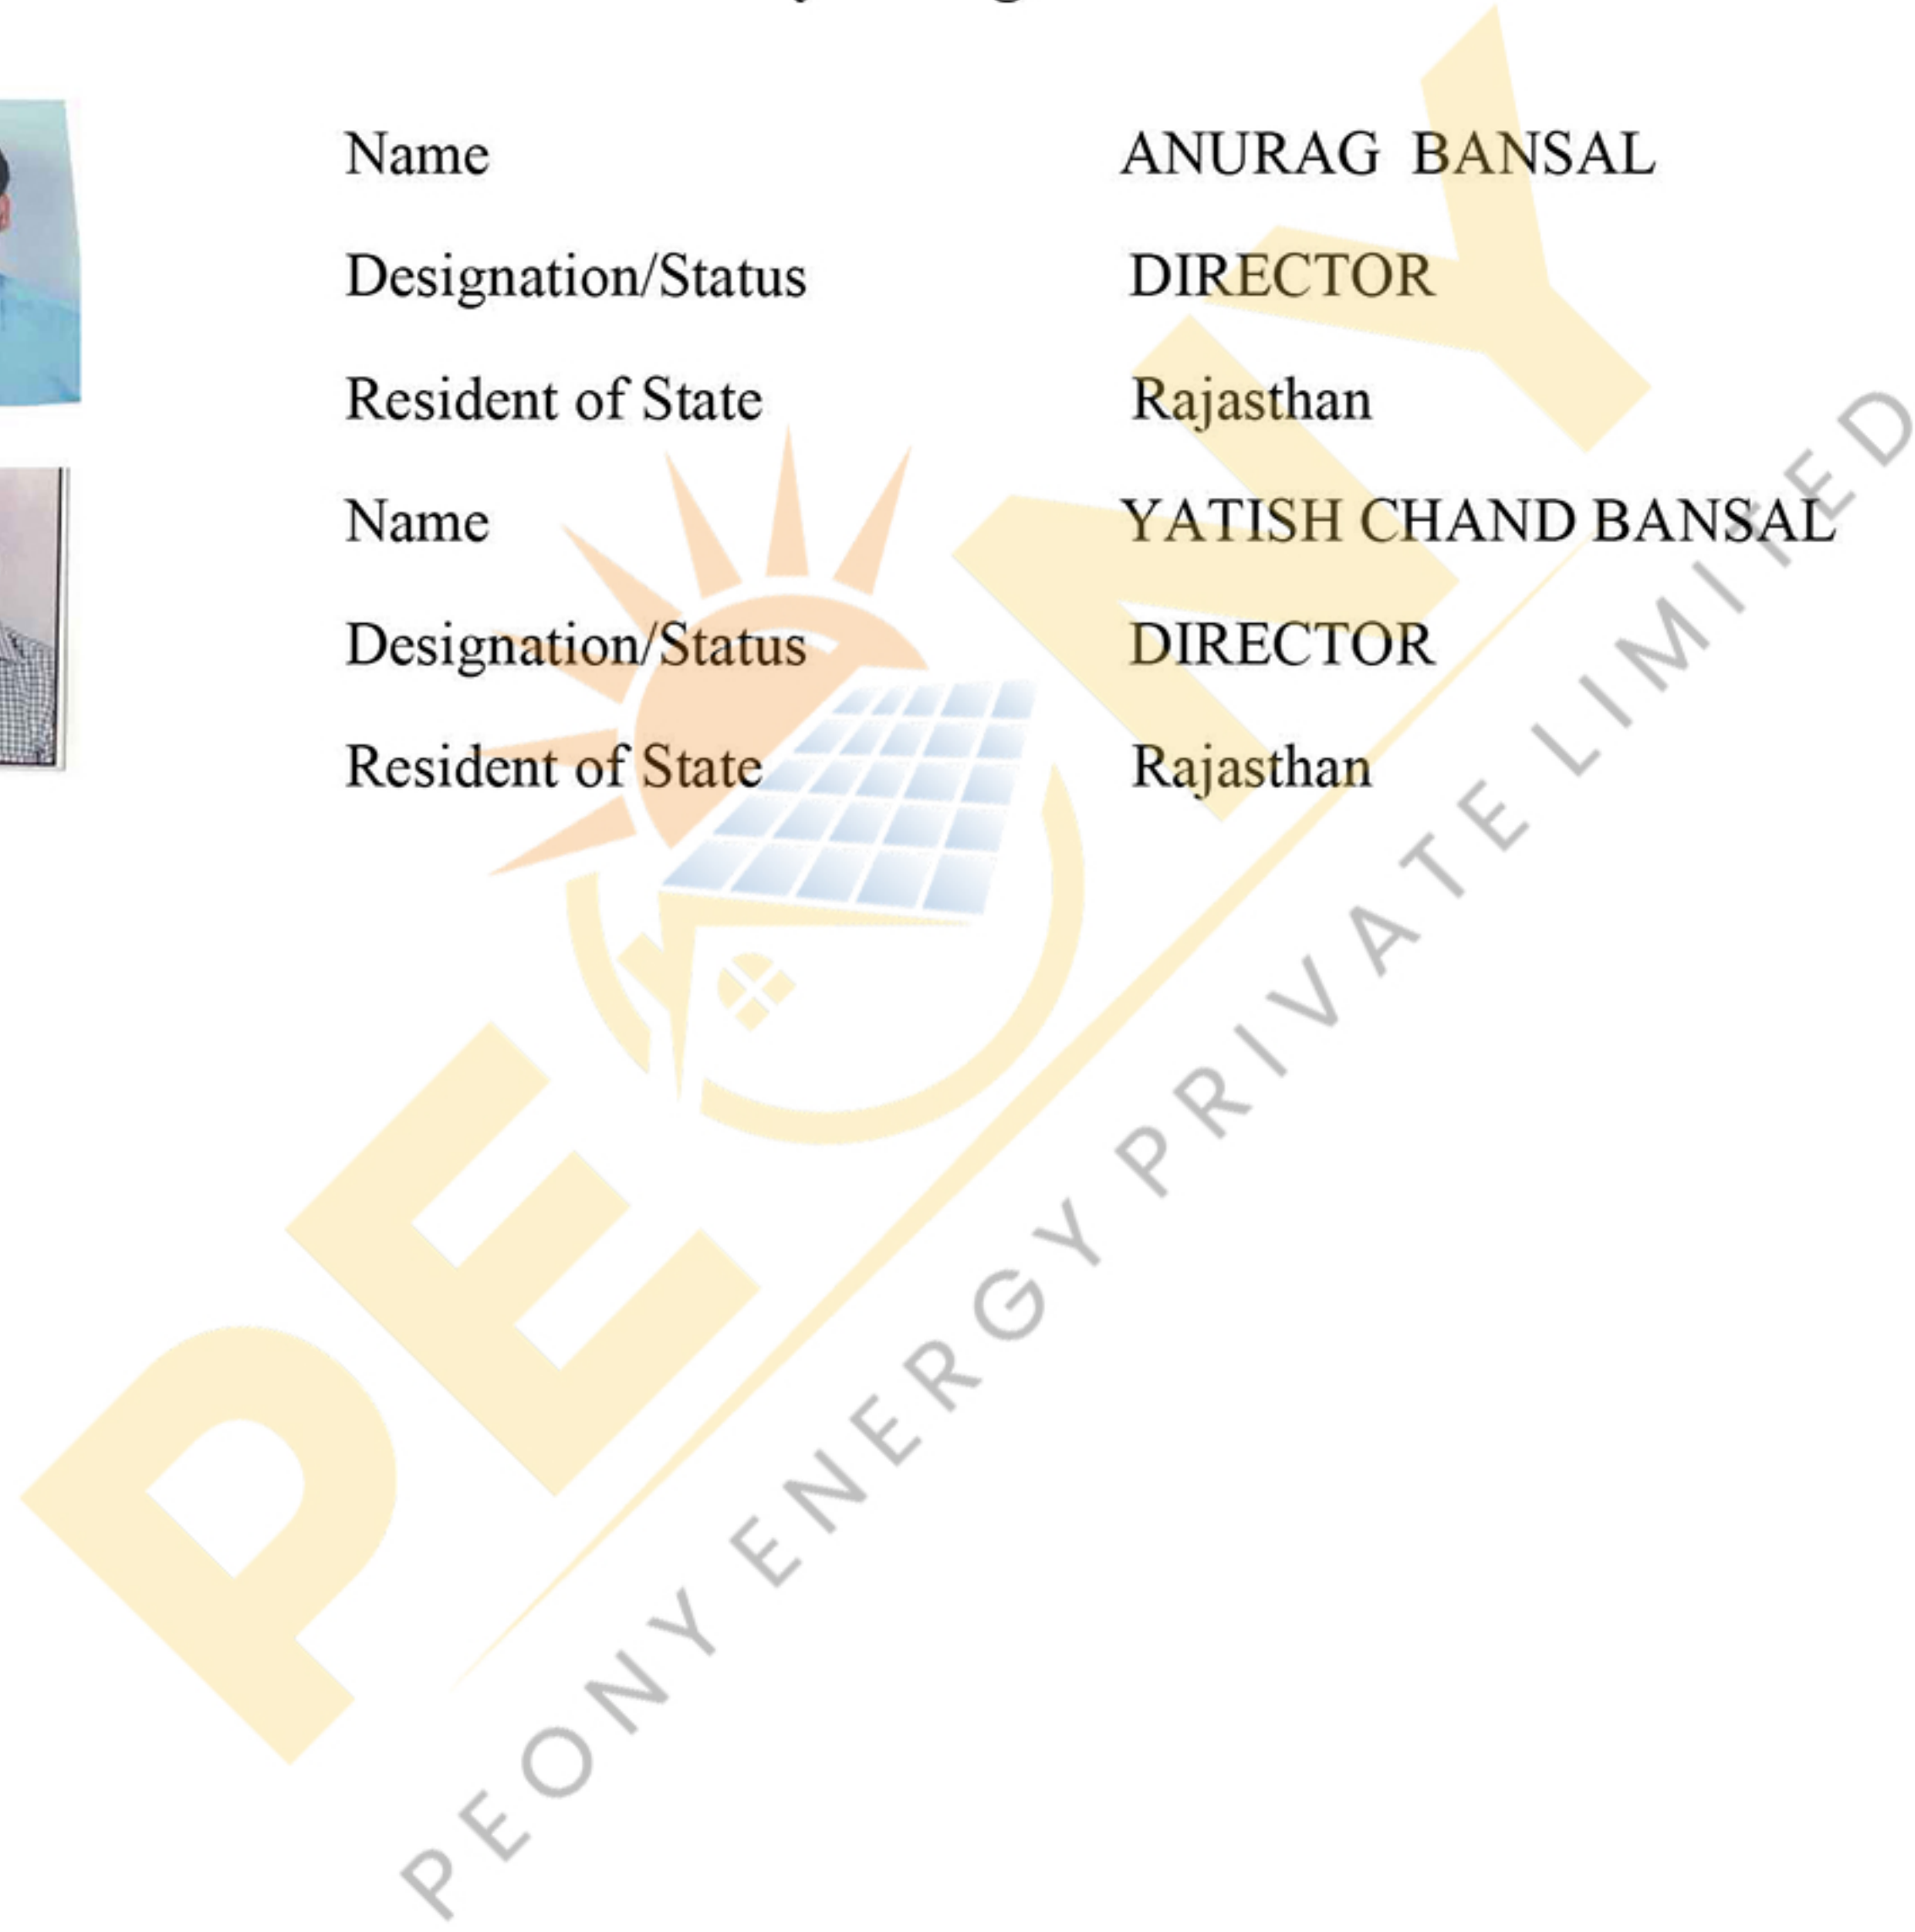 Name ANURAG BANSAL
Designation/Status DIRECTOR
Resident of State Rajasthan
Name YATISH CHAND BANSAL
Designation/Status DIRECTOR
Resident of State Rajasthan
PEONY
PEONY ENERGY PRIVATE LIMITED